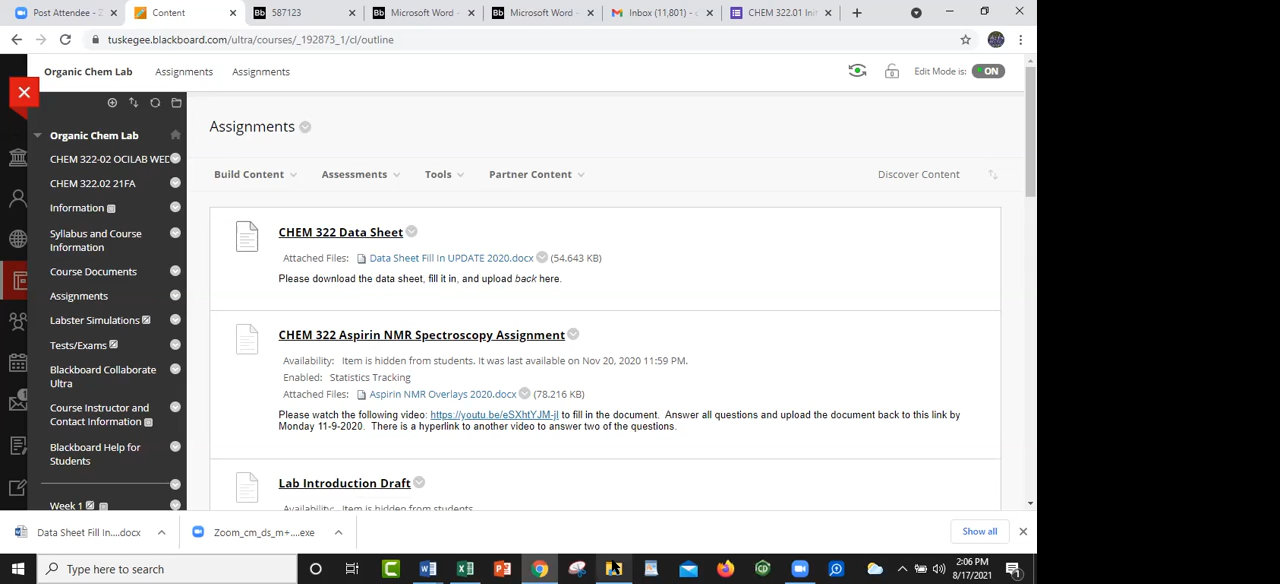 Post Attendee - Z
Content
587123
Microsoft Word -
Microsoft Word -
Inbox (11,801) -
CHEM 322.01 Init
tuskegee.blackboard.com/ultra/courses/_192873_1/cl/outline
Organic Chem Lab
Assignments
Assignments
Edit Mode is:
ON
Organic Chem Lab
CHEM 322-02 OCILAB WED
CHEM 322.02 21FA
Information
Syllabus and Course
Information
Course Documents
Assignments
Labster Simulations
Tests/Exams
Blackboard Collaborate
Ultra
Course Instructor and
Contact Information
Blackboard Help for
Students
Week 1
Assignments
Build Content
Assessments
Tools
Partner Content
Discover Content
CHEM 322 Data Sheet
Attached Files: Data Sheet Fill In UPDATE 2020.docx (54.643 KB)
Please download the data sheet, fill it in, and upload back here.
CHEM 322 Aspirin NMR Spectroscopy Assignment
Availability: Item is hidden from students. It was last available on Nov 20, 2020 11:59 PM.
Enabled: Statistics Tracking
Attached Files: Aspirin NMR Overlays 2020.docx (78.216 KB)
Please watch the following video: https://youtu.be/eSXhtYJM-jI to fill in the document. Answer all questions and upload the document back to this link by
Monday 11-9-2020. There is a hyperlink to another video to answer two of the questions.
Lab Introduction Draft
Availability: Item is hidden from students.
Data Sheet Fill In....docx
Zoom_cm_ds_m+....exe
Show all
Type here to search
2:06 PM
8/17/2021
1